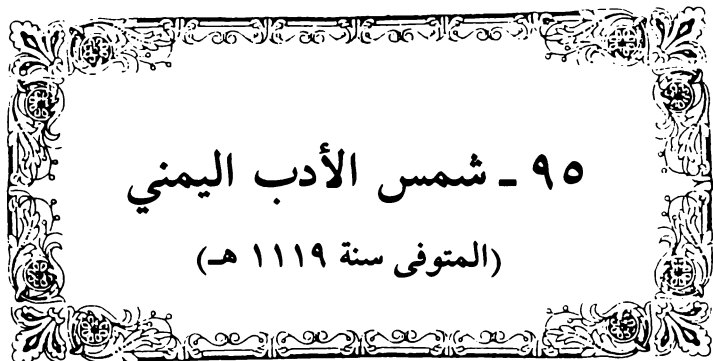 ٩٥ ـ شمس الأدب اليمني
(المتوفى سنة ١١١٩ هـ)